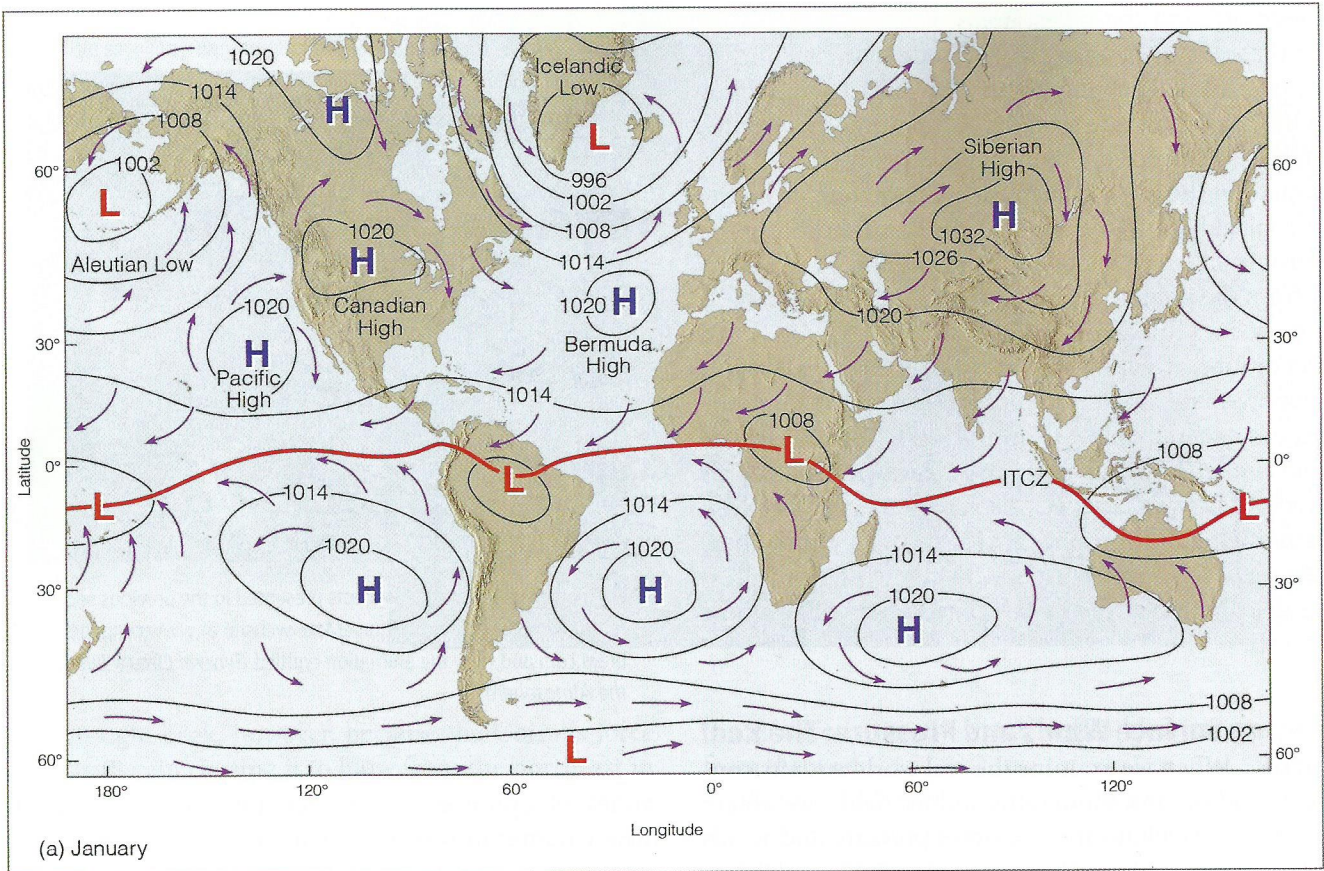 1020
H
1014
1008
1002
60°
L
Aleutian Low
1020
H
Canadian
High
1020
H
Pacific
High
30°
Icelandic
Low
L
996
1002
1008
1014
1020
H
Bermuda
High
1014
Siberian
High
H
1032
1026
1020
60°
30°
1008
L
ITCZ
1008
0°
Latitude
0°
L
L
L
1014
1020
H
1014
1020
H
1014
1020
H
30°
30°
1008
1002
L
60°
60°
180°
120°
60°
0°
60°
120°
Longitude
(a) January